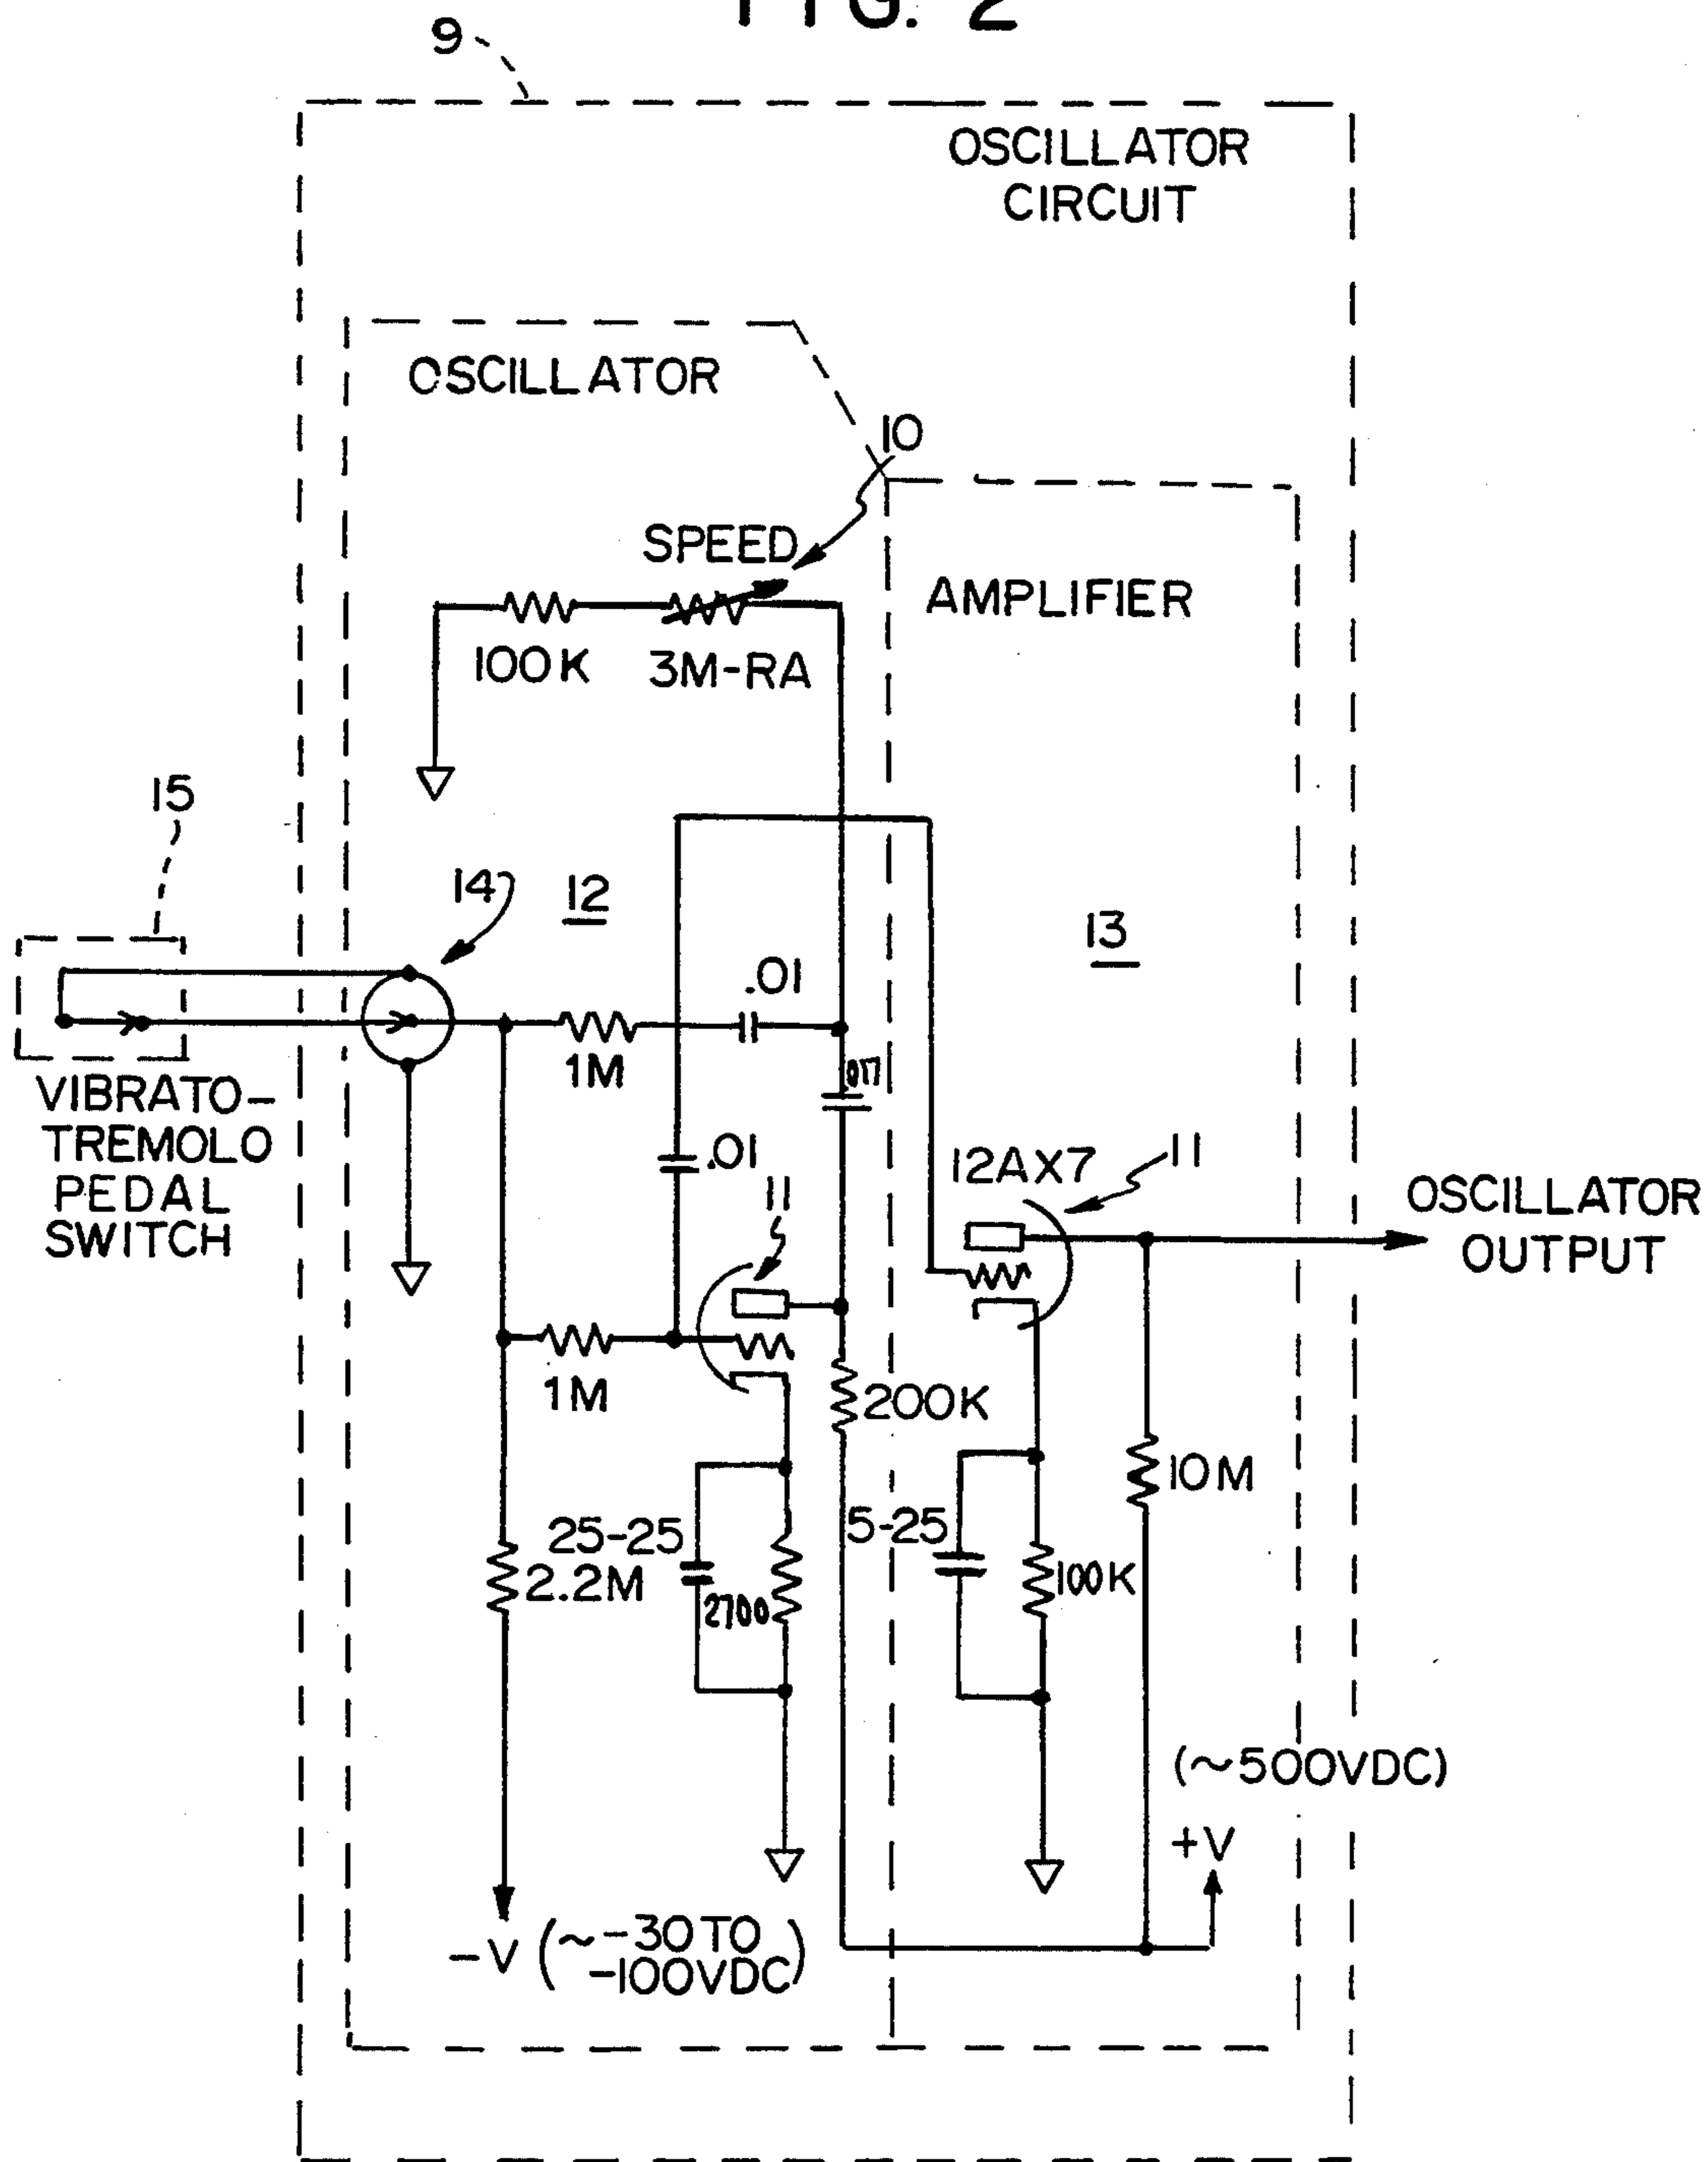 FIG. 2
9
OSCILLATOR
CIRCUIT
OSCILLATOR
10
SPEED
AMPLIFIER
100K
3M-RA
15
14
12
13
.01
1M
VIBRATO-
TREMOLO
PEDAL
SWITCH
.01
11
12AX7
11
OSCILLATOR
OUTPUT
1M
200K
10M
25-25
5-25
2.2M
2700
100K
(~500VDC)
+V
-V (~-30 TO
-100VDC)